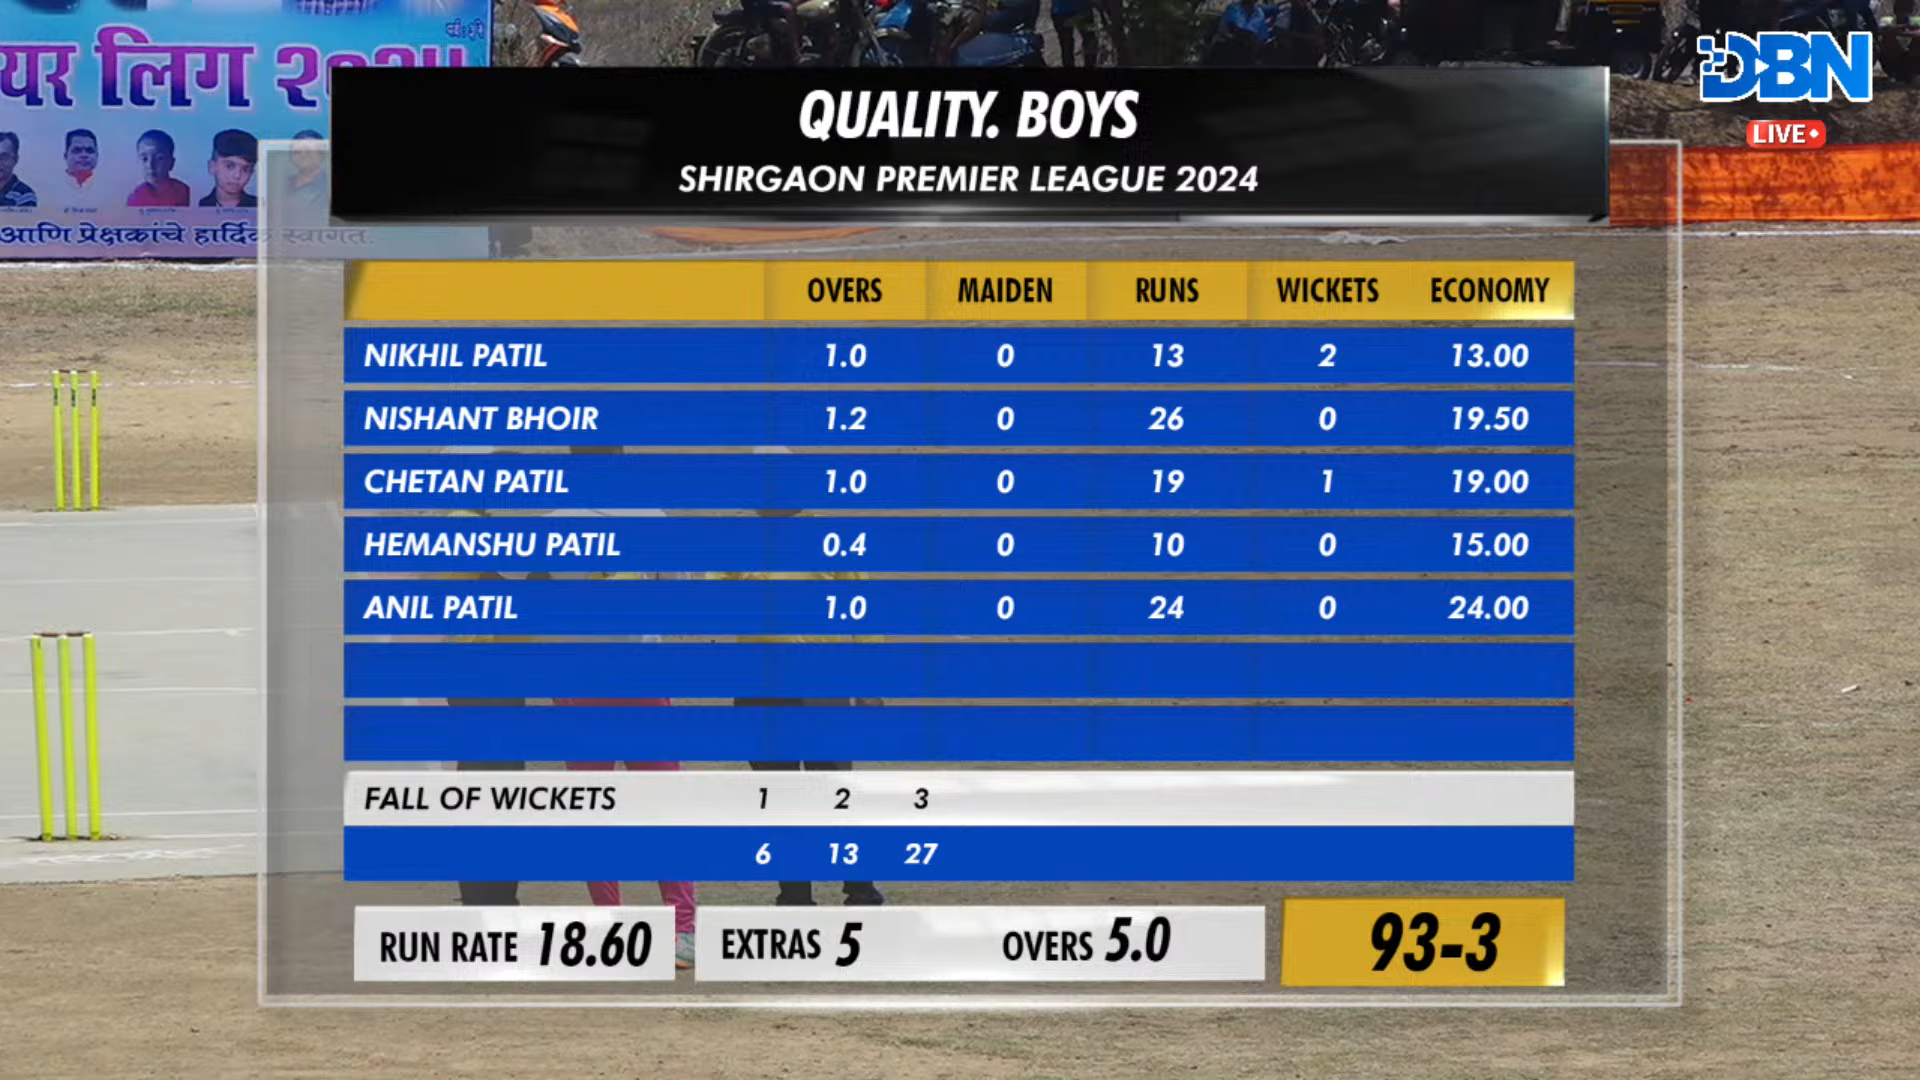 वर्ष: ३रे
यर लिग २०२५
आणि प्रेक्षकांचे हार्दिक स्वागत.
DBN
LIVE
QUALITY. BOYS
SHIRGAON PREMIER LEAGUE 2024
OVERS MAIDEN RUNS WICKETS ECONOMY
NIKHIL PATIL 1.0 0 13 2 13.00
NISHANT BHOIR 1.2 0 26 0 19.50
CHETAN PATIL 1.0 0 19 1 19.00
HEMANSHU PATIL 0.4 0 10 0 15.00
ANIL PATIL 1.0 0 24 0 24.00
FALL OF WICKETS 1 2 3
6 13 27
RUN RATE 18.60 EXTRAS 5 OVERS 5.0 93-3